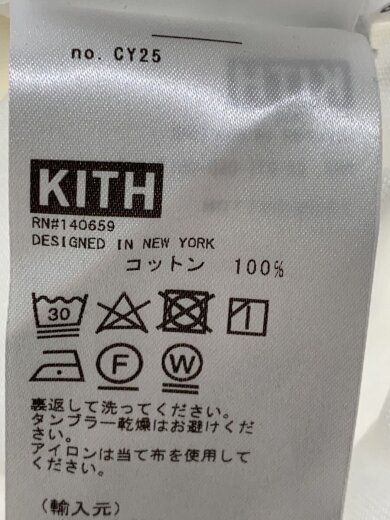 no. CY25
KITH
RN#140659
DESIGNED IN NEW YORK
コットン 100%
30
F W
裏返して洗ってください。
タンブラー乾燥はお避けくだ
さい。
アイロンは当て布を使用して
ください。
（輸入元）